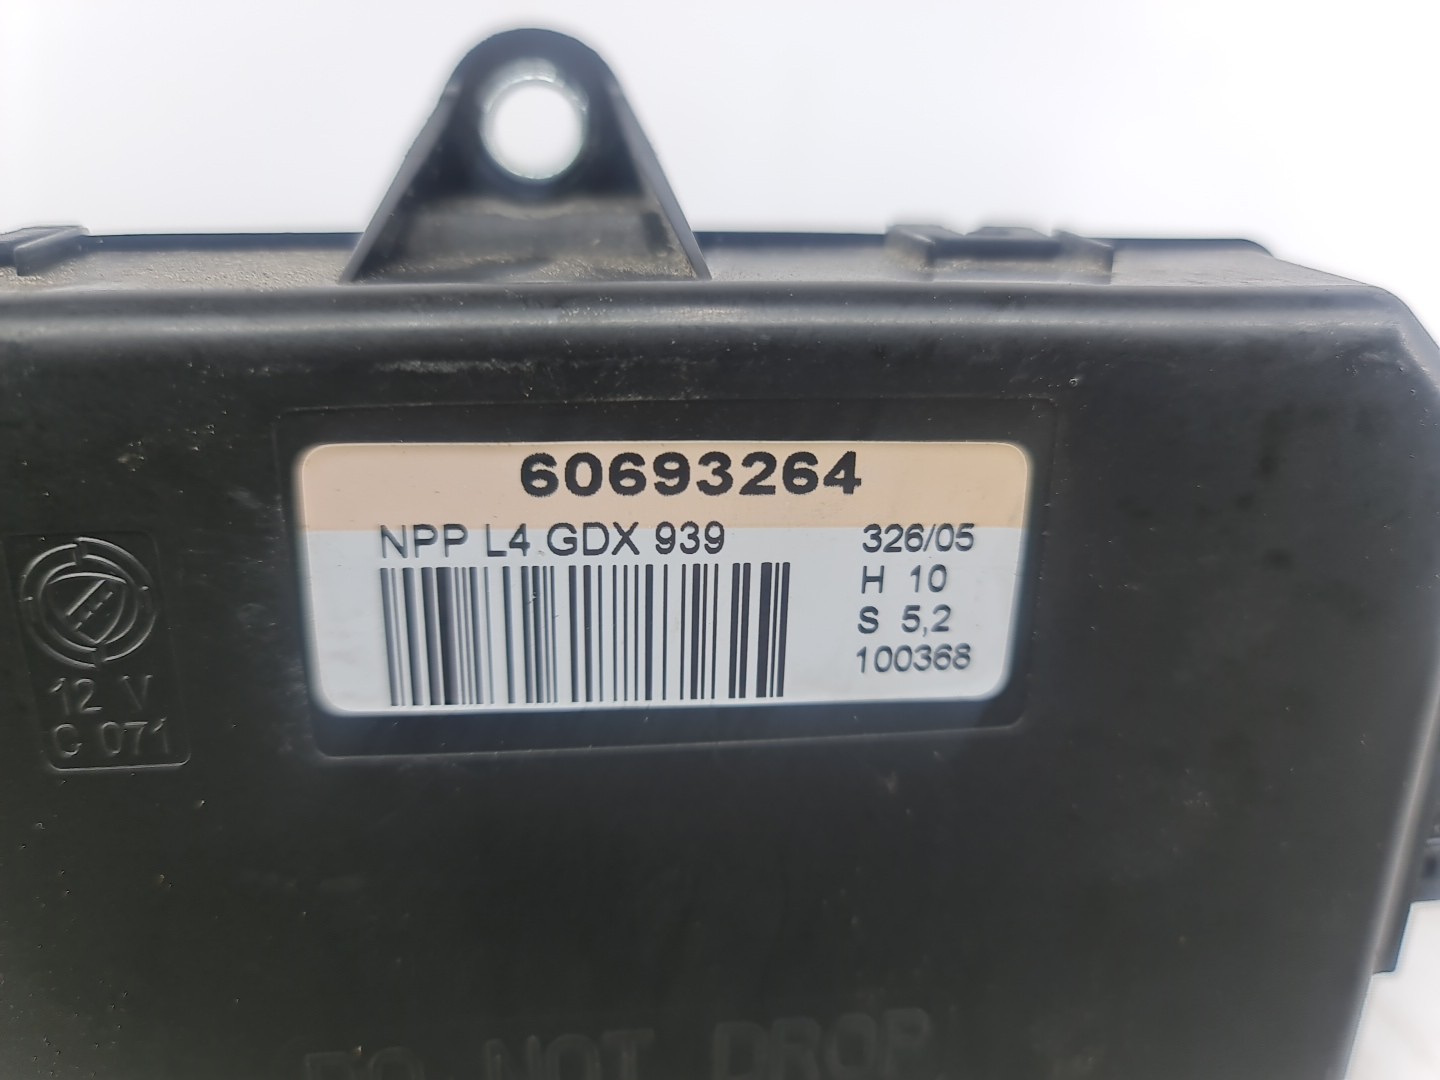 60693264
NPP L4 GDX 939
326/05
H 10
S 5,2
100368
12 V
C 071
DO NOT DROP